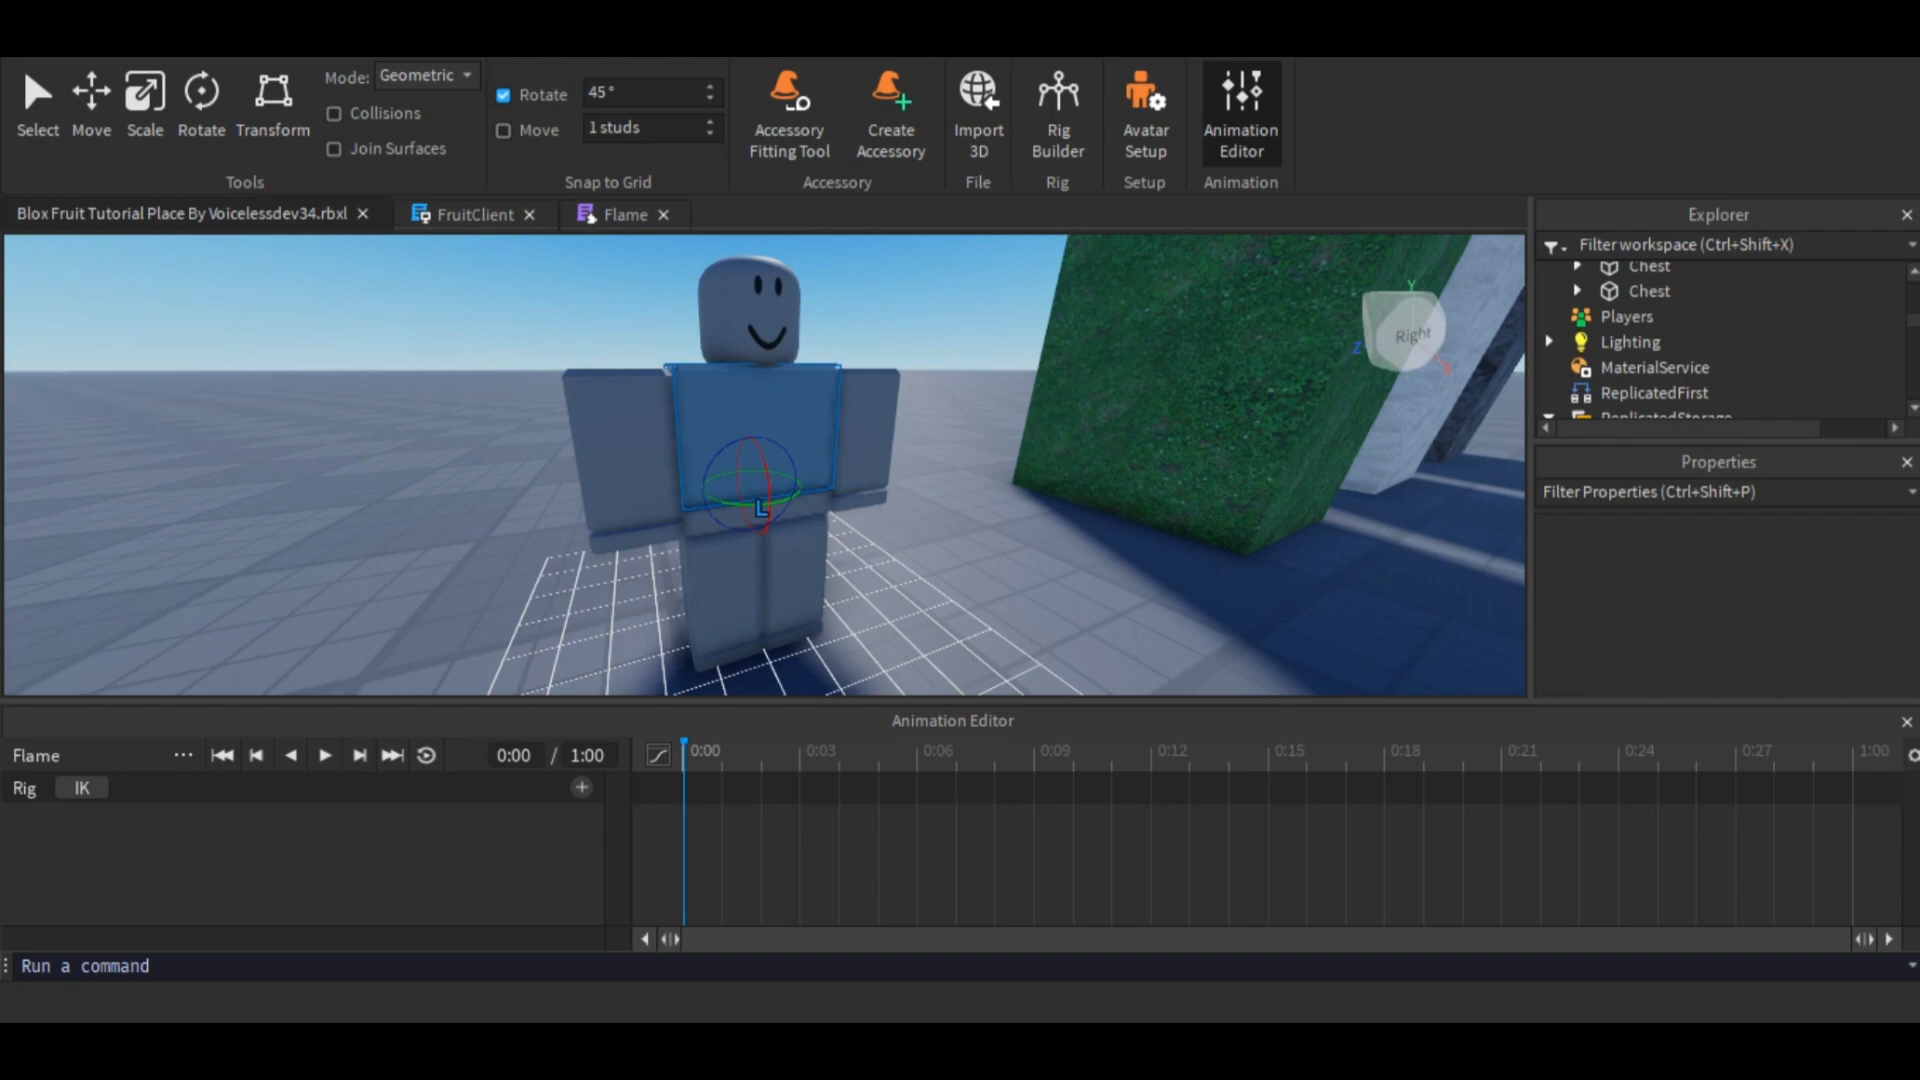 Select Move Scale Rotate Transform
Mode: Geometric
Collisions
Join Surfaces
Tools
Rotate 45°
Move 1 studs
Snap to Grid
Accessory Fitting Tool
Create Accessory
Accessory
Import 3D
File
Rig Builder
Rig
Avatar Setup
Setup
Animation Editor
Animation
Blox Fruit Tutorial Place By Voicelessdev34.rbxl
FruitClient
Flame
Y
Right
Z
X
L
Explorer
Filter workspace (Ctrl+Shift+X)
Chest
Chest
Players
Lighting
MaterialService
ReplicatedFirst
ReplicatedStorage
Properties
Filter Properties (Ctrl+Shift+P)
Animation Editor
Flame ... 0:00 / 1:00
0:00 0:03 0:06 0:09 0:12 0:15 0:18 0:21 0:24 0:27 1:00
Rig IK
Run a command